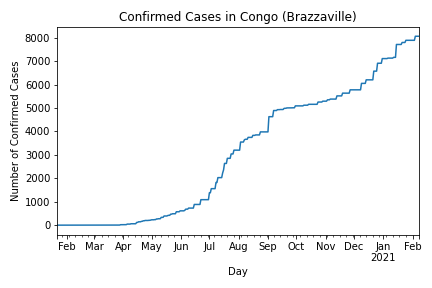 Confirmed Cases in Congo (Brazzaville)
Number of Confirmed Cases
8000
7000
6000
5000
4000
3000
2000
1000
0
Feb Mar Apr May Jun Jul Aug Sep Oct Nov Dec Jan Feb
2021
Day